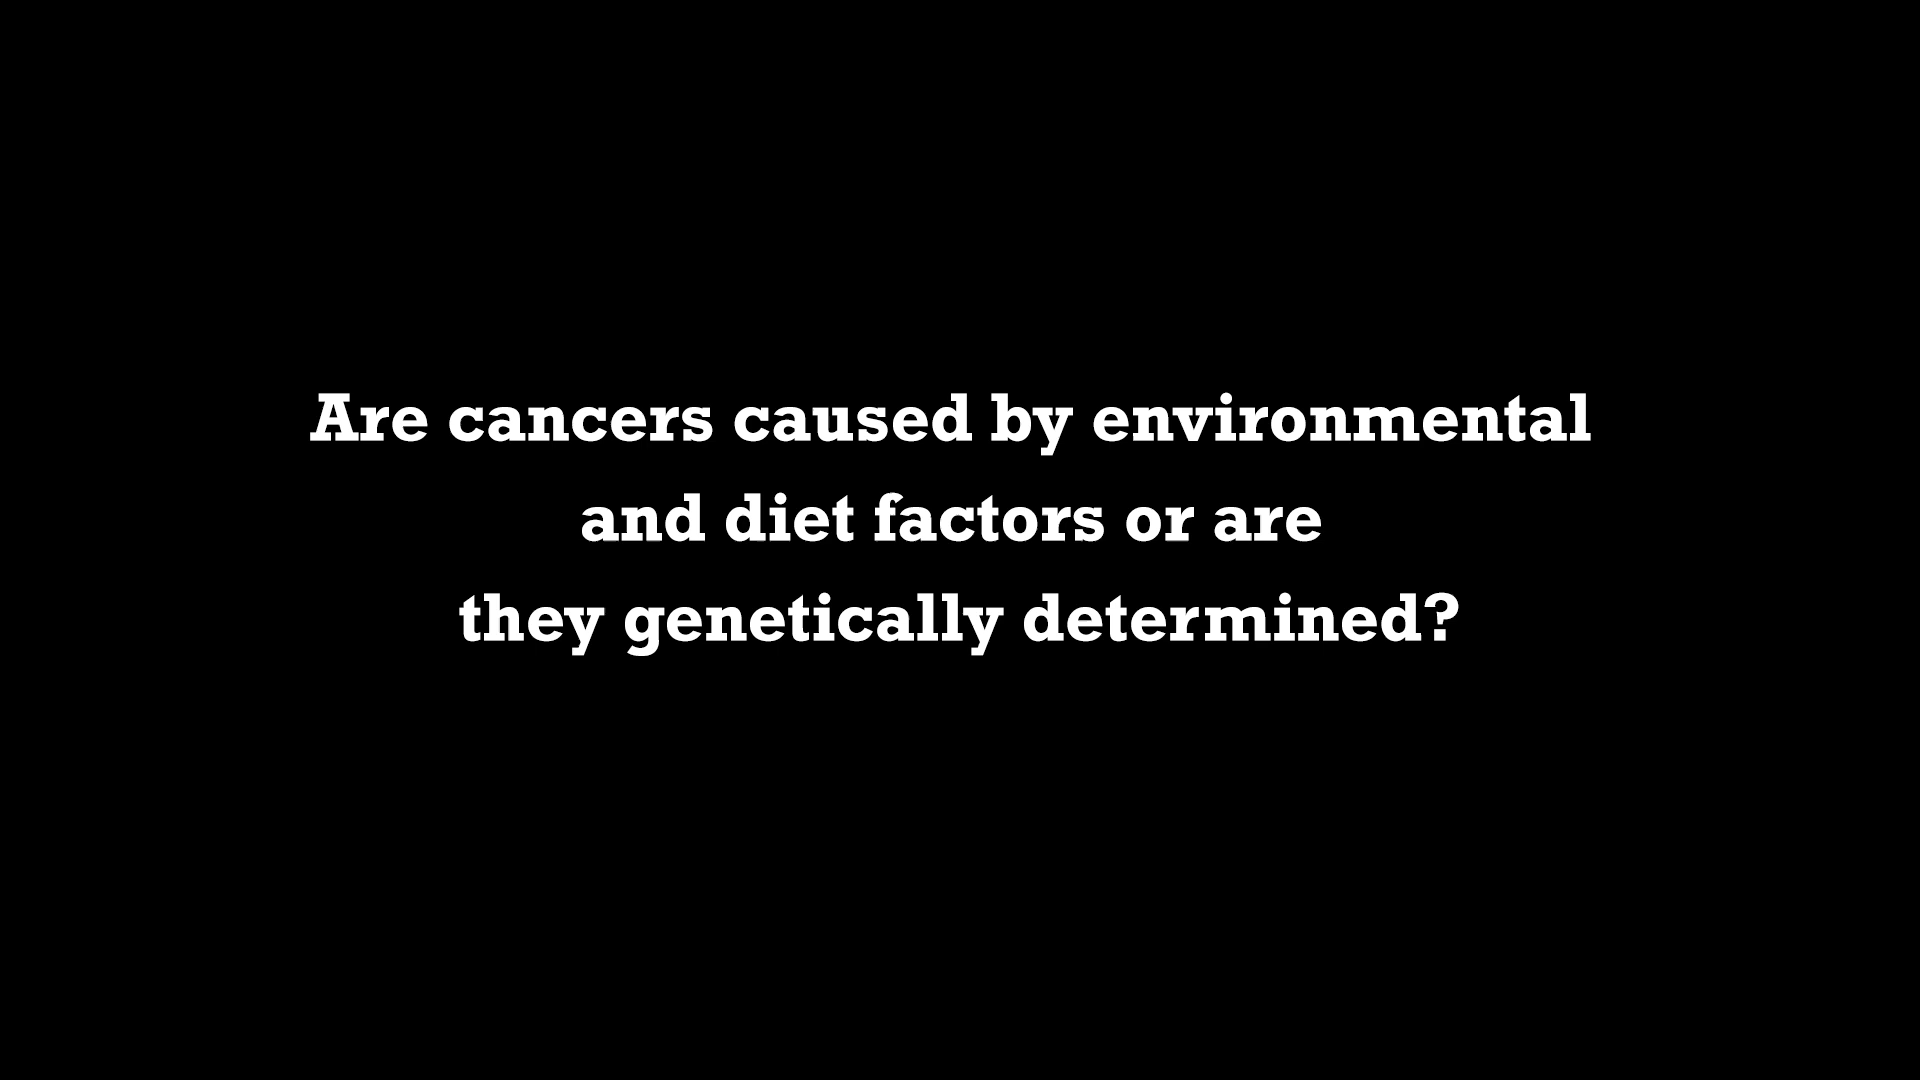 Are cancers caused by environmental
and diet factors or are
they genetically determined?